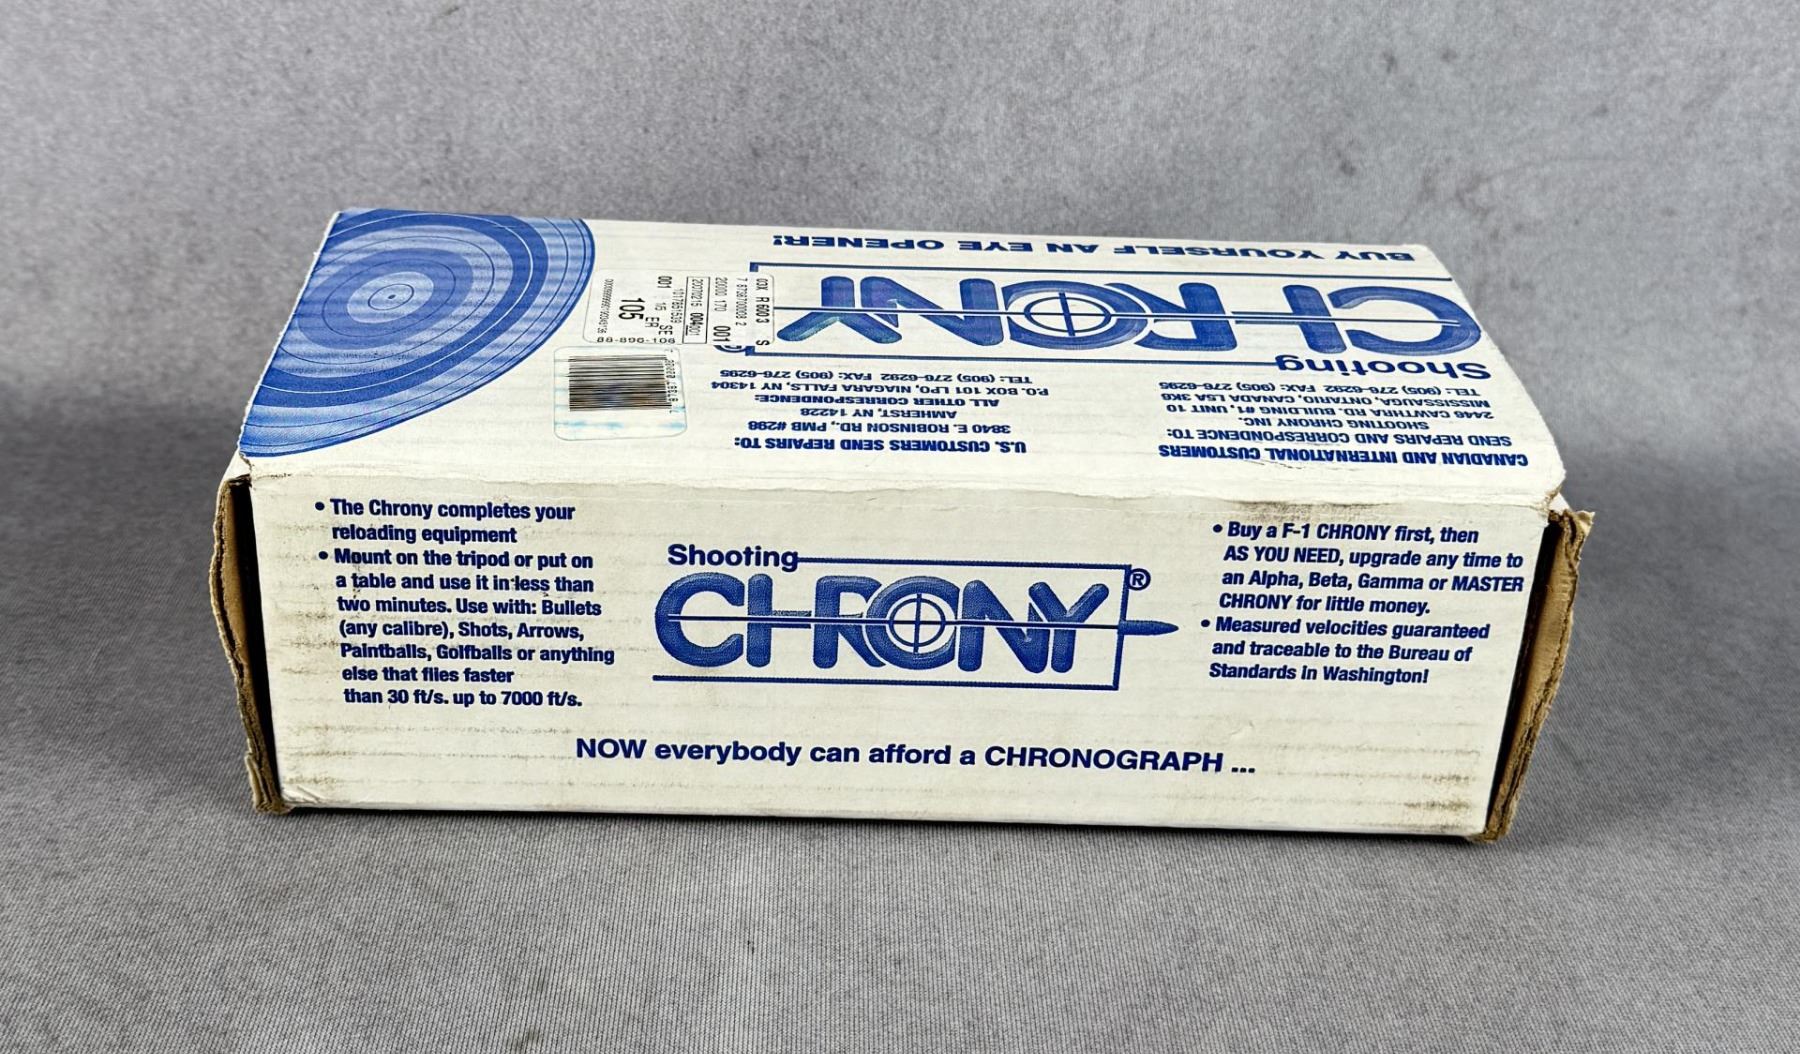 BUY YOURSELF AN EYE OPENER!
Shooting
CHRONY
CANADIAN AND INTERNATIONAL CUSTOMERS
SEND REPAIRS AND CORRESPONDENCE TO:
SHOOTING CHRONY INC.
2446 CAWTHRA RD. BUILDING #1, UNIT 10
MISSISSAUGA, ONTARIO, CANADA L5A 3K6
TEL: (905) 276-6292 FAX: (905) 276-6295
U.S. CUSTOMERS SEND REPAIRS TO:
3840 E. ROBINSON RD., PMB #298
AMHERST, NY 14228
ALL OTHER CORRESPONDENCE:
P.O. BOX 101 LPO, NIAGARA FALLS, NY 14304
TEL: (905) 276-6292 FAX: (905) 276-6295
20000 170 001
001 10 SE
105 ER
• The Chrony completes your
reloading equipment
• Mount on the tripod or put on
a table and use it in less than
two minutes. Use with: Bullets
(any calibre), Shots, Arrows,
Paintballs, Golfballs or anything
else that flies faster
than 30 ft/s. up to 7000 ft/s.
Shooting
CHRONY®
• Buy a F-1 CHRONY first, then
AS YOU NEED, upgrade any time to
an Alpha, Beta, Gamma or MASTER
CHRONY for little money.
• Measured velocities guaranteed
and traceable to the Bureau of
Standards in Washington!
NOW everybody can afford a CHRONOGRAPH ...